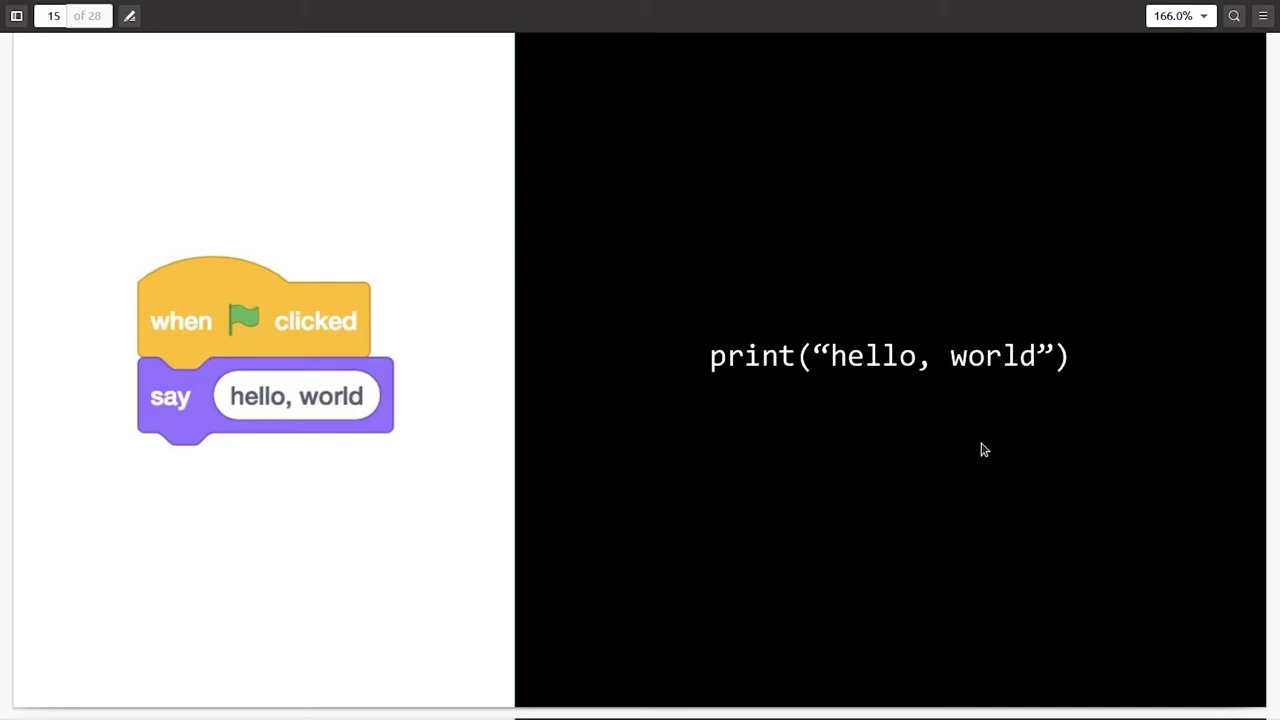 15 of 28
166.0%
when clicked
say hello, world
print(“hello, world”)